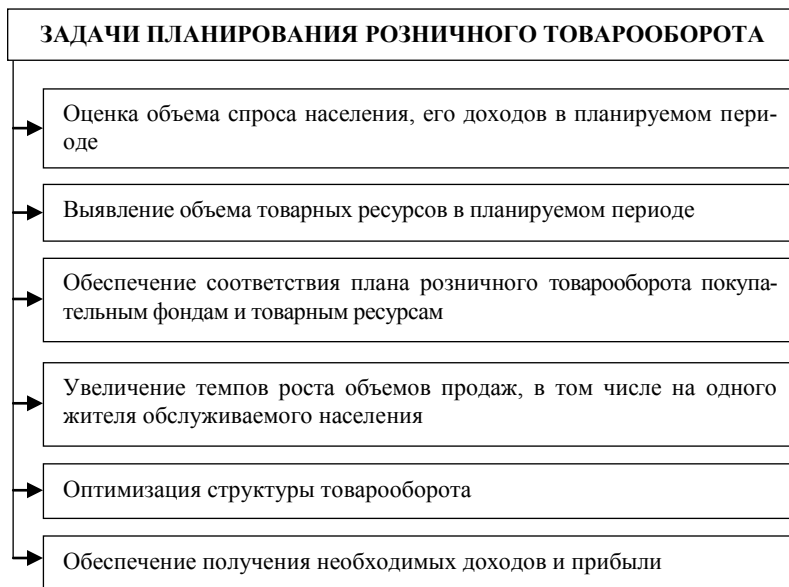 ЗАДАЧИ ПЛАНИРОВАНИЯ РОЗНИЧНОГО ТОВАРООБОРОТА
Оценка объема спроса населения, его доходов в планируемом пери-
оде
Выявление объема товарных ресурсов в планируемом периоде
Обеспечение соответствия плана розничного товарооборота покупа-
тельным фондам и товарным ресурсам
Увеличение темпов роста объемов продаж, в том числе на одного
жителя обслуживаемого населения
Оптимизация структуры товарооборота
Обеспечение получения необходимых доходов и прибыли